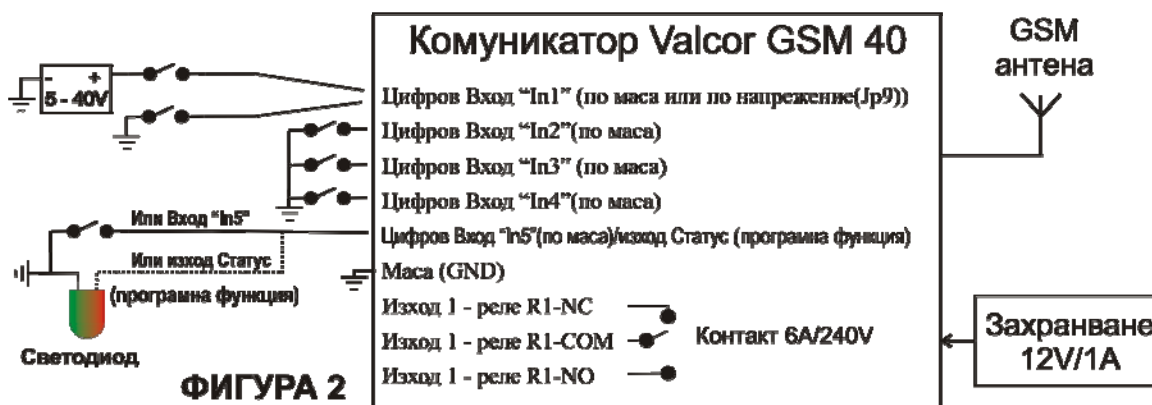 Комуникатор Valcor GSM 40
GSM
антена
- +
5 - 40V
Цифров Вход “In1” (по маса или по напрежение(Jp9))
Цифров Вход “In2”(по маса)
Цифров Вход “In3” (по маса)
Цифров Вход “In4” (по маса)
Или Вход “In5”
Цифров Вход “In5”(по маса)/изход Статус (програмна функция)
Или изход Статус
(програмна функция)
Маса (GND)
Светодиод
Изход 1 - реле R1-NC
Изход 1 - реле R1-COM
Изход 1 - реле R1-NO
Контакт 6A/240V
Захранване
12V/1A
ФИГУРА 2